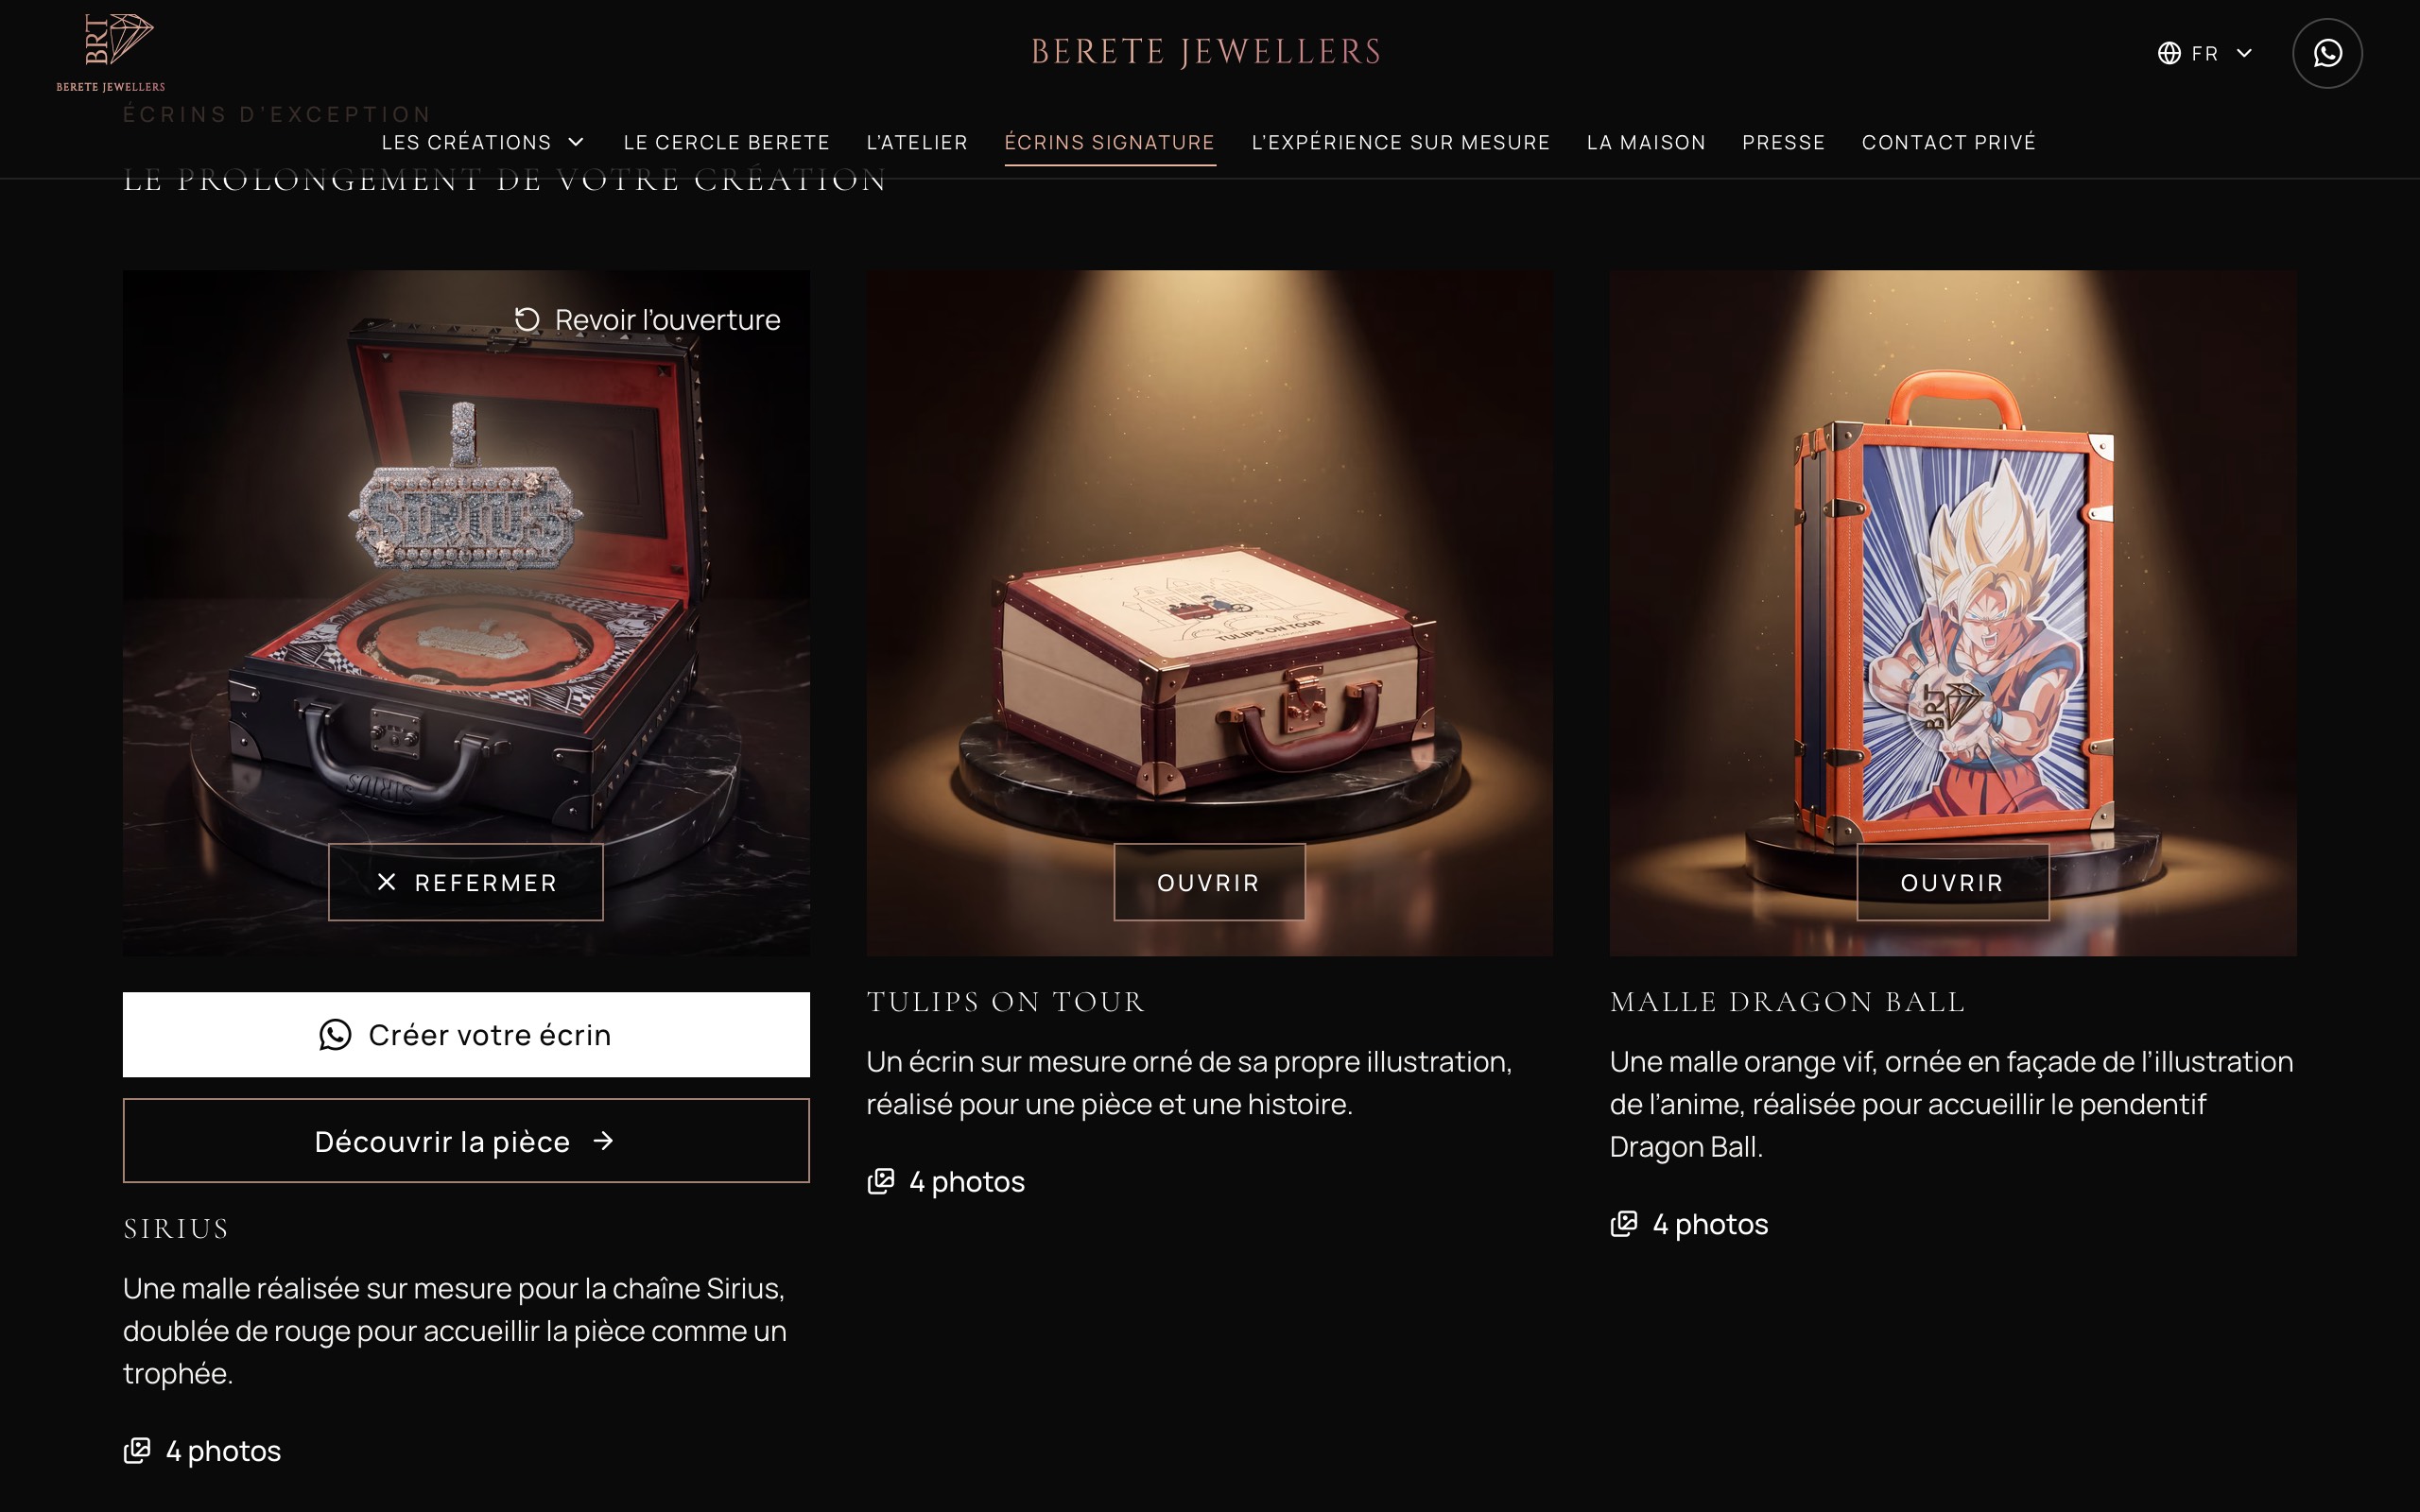 BRT
BERETE JEWELLERS
BERETE JEWELLERS
FR
ÉCRINS D’EXCEPTION
LES CRÉATIONS
LE CERCLE BERETE
L’ATELIER
ÉCRINS SIGNATURE
L’EXPÉRIENCE SUR MESURE
LA MAISON
PRESSE
CONTACT PRIVÉ
LE PROLONGEMENT DE VOTRE CRÉATION
Revoir l’ouverture
SIRIUS
SIRIUS
REFERMER
Créer votre écrin
Découvrir la pièce
SIRIUS
Une malle réalisée sur mesure pour la chaîne Sirius,
doublée de rouge pour accueillir la pièce comme un
trophée.
4 photos
TULIPS ON TOUR
OUVRIR
TULIPS ON TOUR
Un écrin sur mesure orné de sa propre illustration,
réalisé pour une pièce et une histoire.
4 photos
BRT
OUVRIR
MALLE DRAGON BALL
Une malle orange vif, ornée en façade de l’illustration
de l’anime, réalisée pour accueillir le pendentif
Dragon Ball.
4 photos